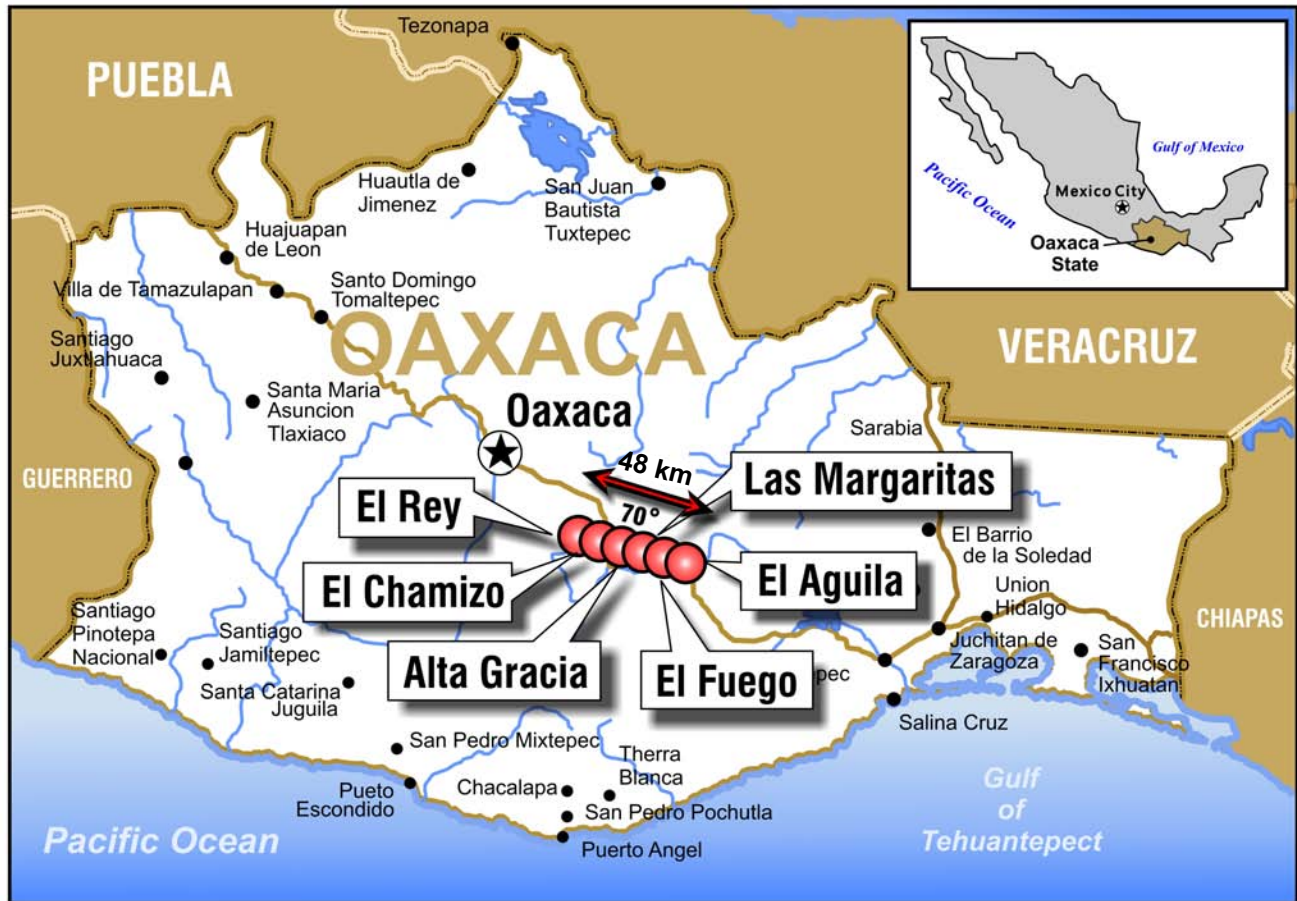 Tezonapa
PUEBLA
Gulf of Mexico
Pacific Ocean
Mexico City
Oaxaca
State
Huautla de
Jimenez
San Juan
Bautista
Tuxtepec
Huajuapan
de Leon
Villa de Tamazulapan
Santo Domingo
Tomaltepec
OAXACA
VERACRUZ
Santiago
Juxtlahuaca
Santa Maria
Asuncion
Tlaxiaco
Oaxaca
Sarabia
GUERRERO
48 km
70°
Las Margaritas
El Rey
El Chamizo
El Aguila
El Barrio
de la Soledad
Union
Hidalgo
CHIAPAS
Santiago
Pinotepa
Nacional
Santiago
Jamiltepec
Santa Catarina
Juguila
Alta Gracia
El Fuego
tepec
Juchitan de
Zaragoza
San
Francisco
Ixhuatan
Salina Cruz
San Pedro Mixtepec
Therra
Blanca
Pueto
Escondido
Chacalapa
San Pedro Pochutla
Puerto Angel
Pacific Ocean
Gulf
of
Tehuantepect